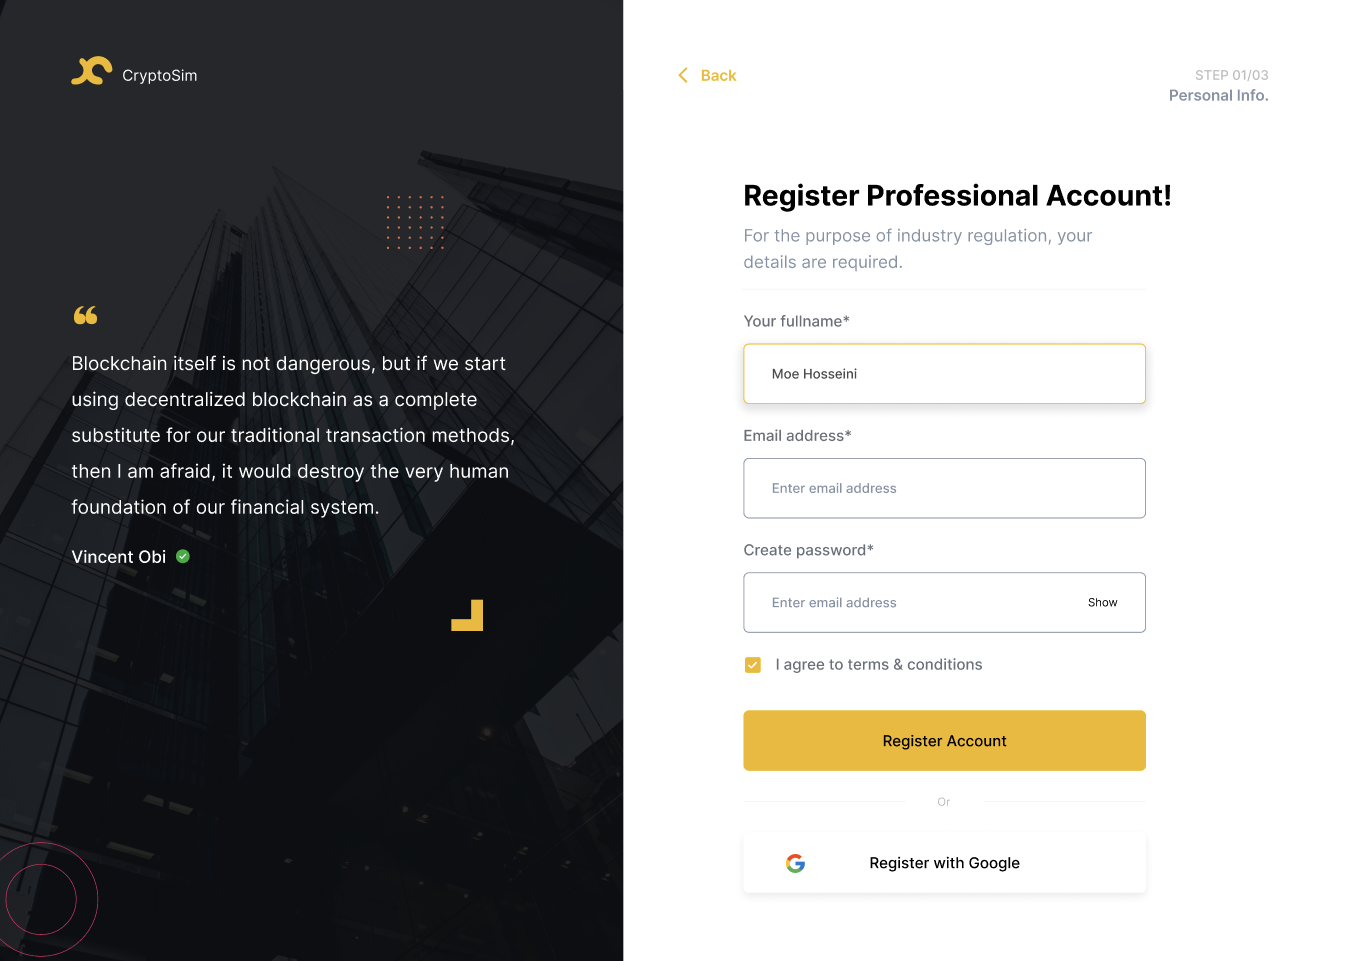 CryptoSim
“
Blockchain itself is not dangerous, but if we start
using decentralized blockchain as a complete
substitute for our traditional transaction methods,
then I am afraid, it would destroy the very human
foundation of our financial system.
Vincent Obi
Back
STEP 01/03
Personal Info.
Register Professional Account!
For the purpose of industry regulation, your
details are required.
Your fullname*
Moe Hosseini
Email address*
Enter email address
Create password*
Enter email address Show
I agree to terms & conditions
Register Account
Or
Register with Google